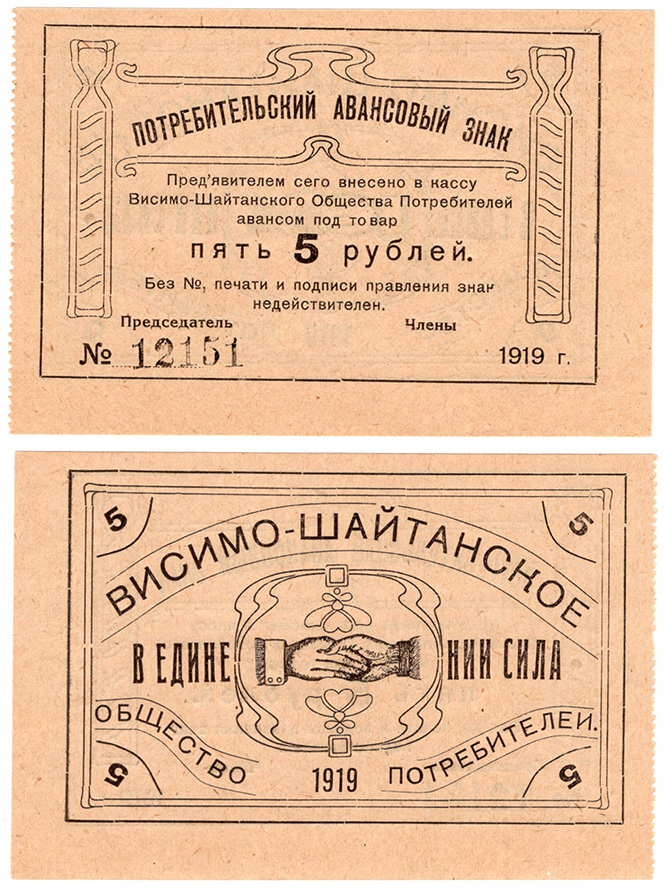 ПОТРЕБИТЕЛЬСКИЙ АВАНСОВЫЙ ЗНАК
Пред'явителем сего внесено в кассу
Висимо-Шайтанского Общества Потребителей
авансом под товар
пять 5 рублей.
Без №, печати и подписи правления знак
недействителен.
Председатель Члены
№ 12151 1919 г.
5 5
ВИСИМО-ШАЙТАНСКОЕ
В ЕДИНЕ НИИ СИЛА
ОБЩЕСТВО ПОТРЕБИТЕЛЕЙ.
5 1919 5